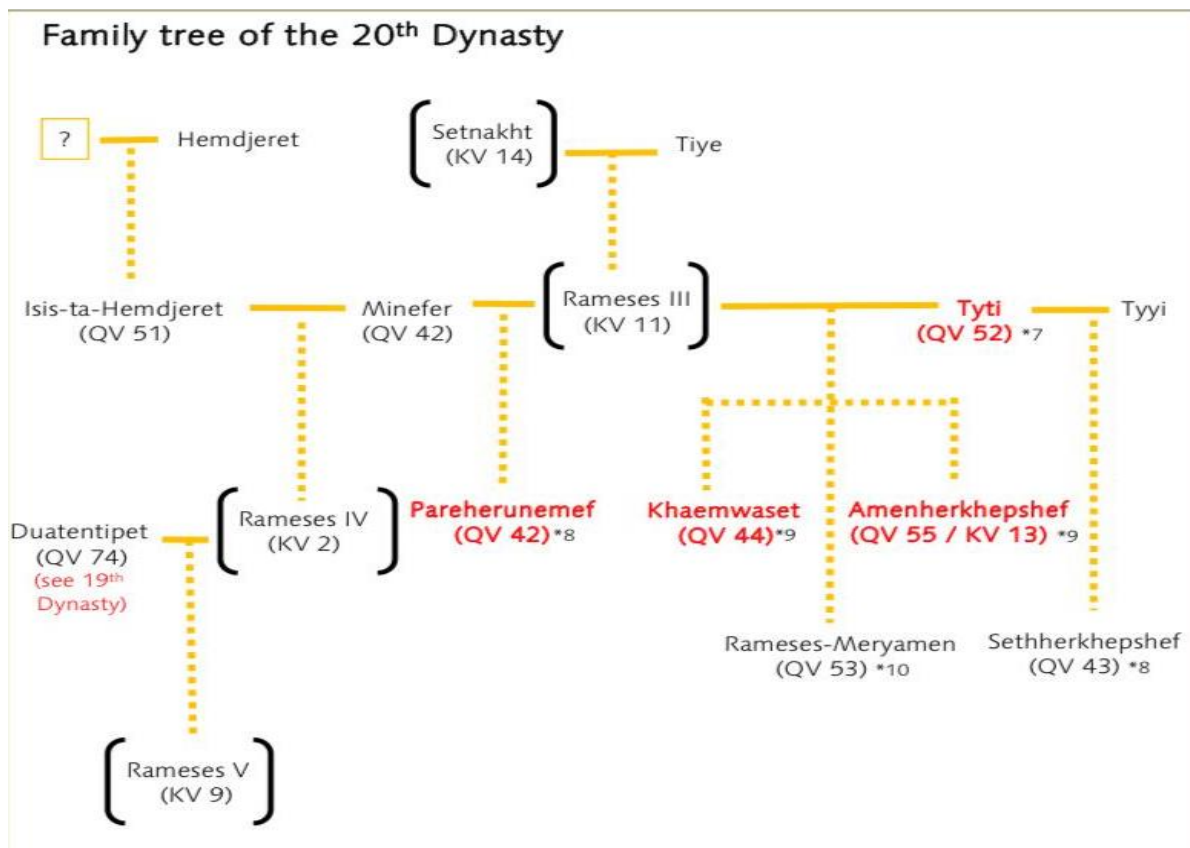 Family tree of the 20th Dynasty
?
Hemdjeret
Setnakht
(KV 14)
Tiye
Isis-ta-Hemdjeret
(QV 51)
Minefer
(QV 42)
Rameses III
(KV 11)
Tyti
(QV 52) *7
Tyyi
Duatentipet
(QV 74)
(see 19th
Dynasty)
Rameses IV
(KV 2)
Pareherunemef
(QV 42) *8
Khaemwaset
(QV 44)*9
Amenherkhepshef
(QV 55 / KV 13) *9
Rameses-Meryamen
(QV 53) *10
Sethherkhepshef
(QV 43) *8
Rameses V
(KV 9)